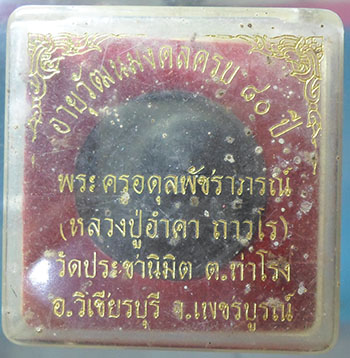 อายุวัฒนมงคลครบ ๘๐ ปี
พระครูอดุลพัชราภรณ์
(หลวงปู่อ่ำคา ถาวโร)
วัดประชานิมิต ต.ท่าโรง
อ.วิเชียรบุรี จ.เพชรบูรณ์